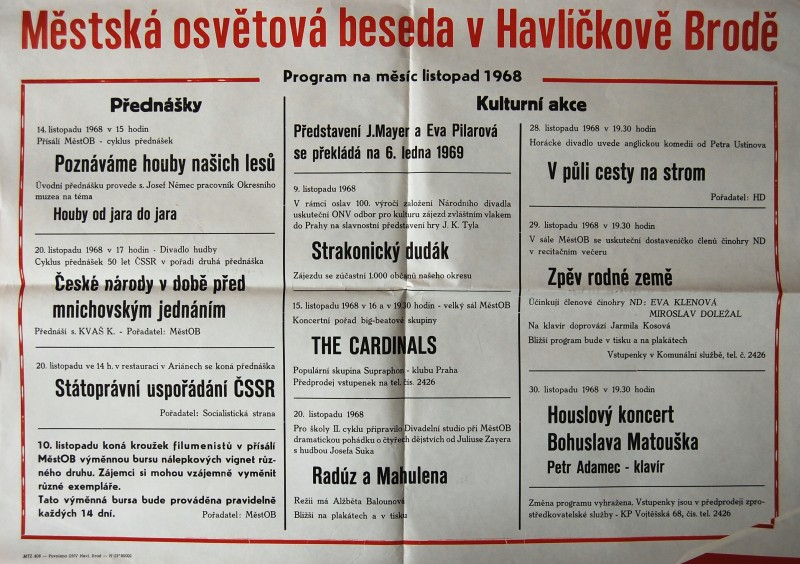 Městská osvětová beseda v Havlíčkově Brodě
Program na měsíc listopad 1968
Přednášky
14. listopadu 1968 v 15 hodin
Přísálí MěstOB - cyklus přednášek
Poznáváme houby našich lesů
Úvodní přednášku provede s. Josef Němec pracovník Okresního
muzea na téma
Houby od jara do jara
20. listopadu 1968 v 17 hodin - Divadlo hudby
Cyklus přednášek 50 let ČSSR v pořadí druhá přednáška
České národy v době před
mnichovským jednáním
Přednáší s. KVAŠ K. - Pořadatel: MěstOB
20. listopadu ve 14 h. v restauraci v Ariánech se koná přednáška
Státoprávní uspořádání ČSSR
Pořadatel: Socialistická strana
10. listopadu koná kroužek filumenistů v přísálí
MěstOB výměnnou bursu nálepkových vignet růz-
ného druhu. Zájemci si mohou vzájemně vyměnit
různé exempláře.
Tato výměnná bursa bude prováděna pravidelně
každých 14 dní.
Pořadatel: MěstOB
Kulturní akce
Představení J.Mayer a Eva Pilarová
se překládá na 6. ledna 1969
9. listopadu 1968
V rámci oslav 100. výročí založení Národního divadla
uskuteční ONV odbor pro kulturu zájezd zvláštním vlakem
do Prahy na slavnostní představení hry J. K. Tyla
Strakonický dudák
Zájezdu se zúčastní 1.000 občanů našeho okresu
15. listopadu 1968 v 16 a v 19.30 hodin - velký sál MěstOB
Koncertní pořad big-beatové skupiny
THE CARDINALS
Populární skupina Supraphon - klubu Praha
Předprodej vstupenek na tel. čís. 2426
20. listopadu 1968
Pro školy II. cyklu připravilo Divadelní studio při MěstOB
dramatickou pohádku o čtyřech dějstvích od Juliuse Zayera
s hudbou Josefa Suka
Radúz a Mahulena
Režii má Alžběta Balounová
Bližší na plakátech a v tisku
28. listopadu 1968 v 19.30 hodin
Horácké divadlo uvede anglickou komedii od Petra Ustinova
V půli cesty na strom
Pořadatel: HD
29. listopadu 1968 v 19.30 hodin
V sále MěstOB se uskuteční dostaveníčko členů činohry ND
v recitačním večeru
Zpěv rodné země
Účinkují členové činohry ND: EVA KLENOVÁ
MIROSLAV DOLEŽAL
Na klavír doprovází Jarmila Kosová
Bližší program bude v tisku a na plakátech
Vstupenky v Komunální službě, tel. č. 2426
30. listopadu 1968 v 19.30 hodin
Houslový koncert
Bohuslava Matouška
Petr Adamec - klavír
Změna programu vyhražena. Vstupenky jsou v předprodeji zpro-
středkovatelské služby - KP Vojtěšská 68, čís. tel. 2426